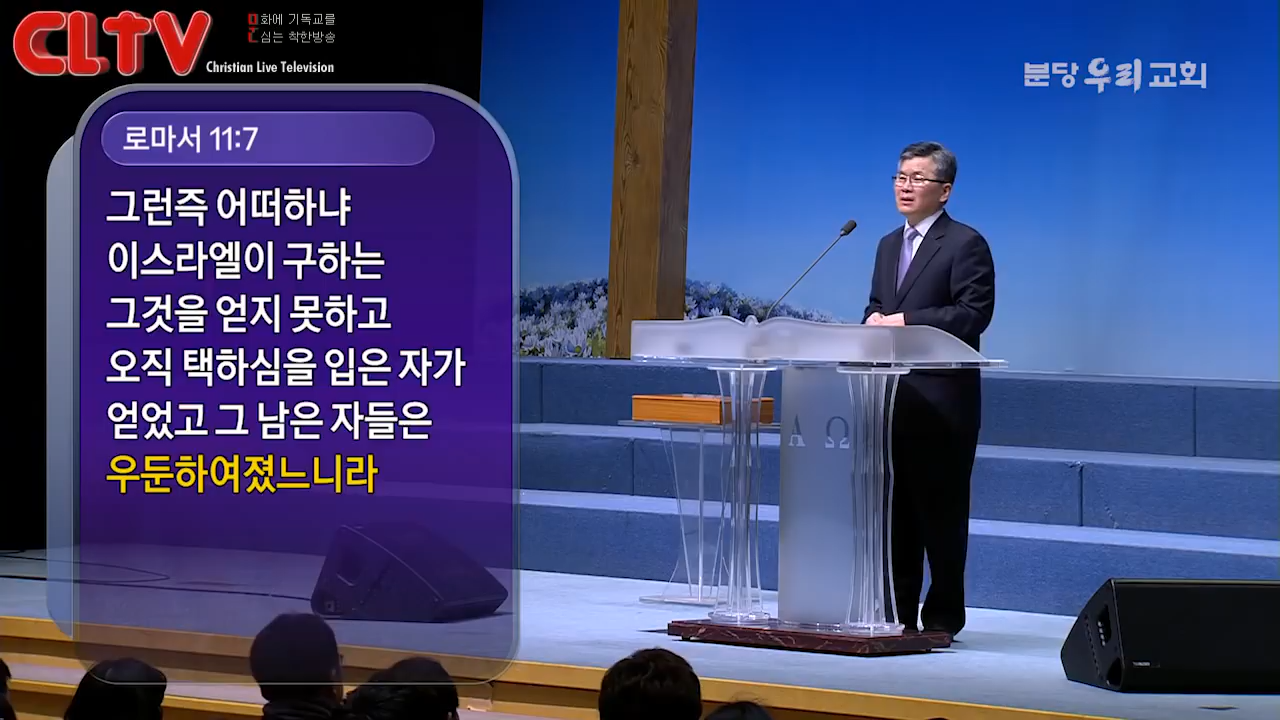 CLTV
문화에 기독교를
심는 착한방송
Christian Live Television
분당우리교회
로마서 11:7
그런즉 어떠하냐
이스라엘이 구하는
그것을 얻지 못하고
오직 택하심을 입은 자가
얻었고 그 남은 자들은
우둔하여졌느니라
Α Ω